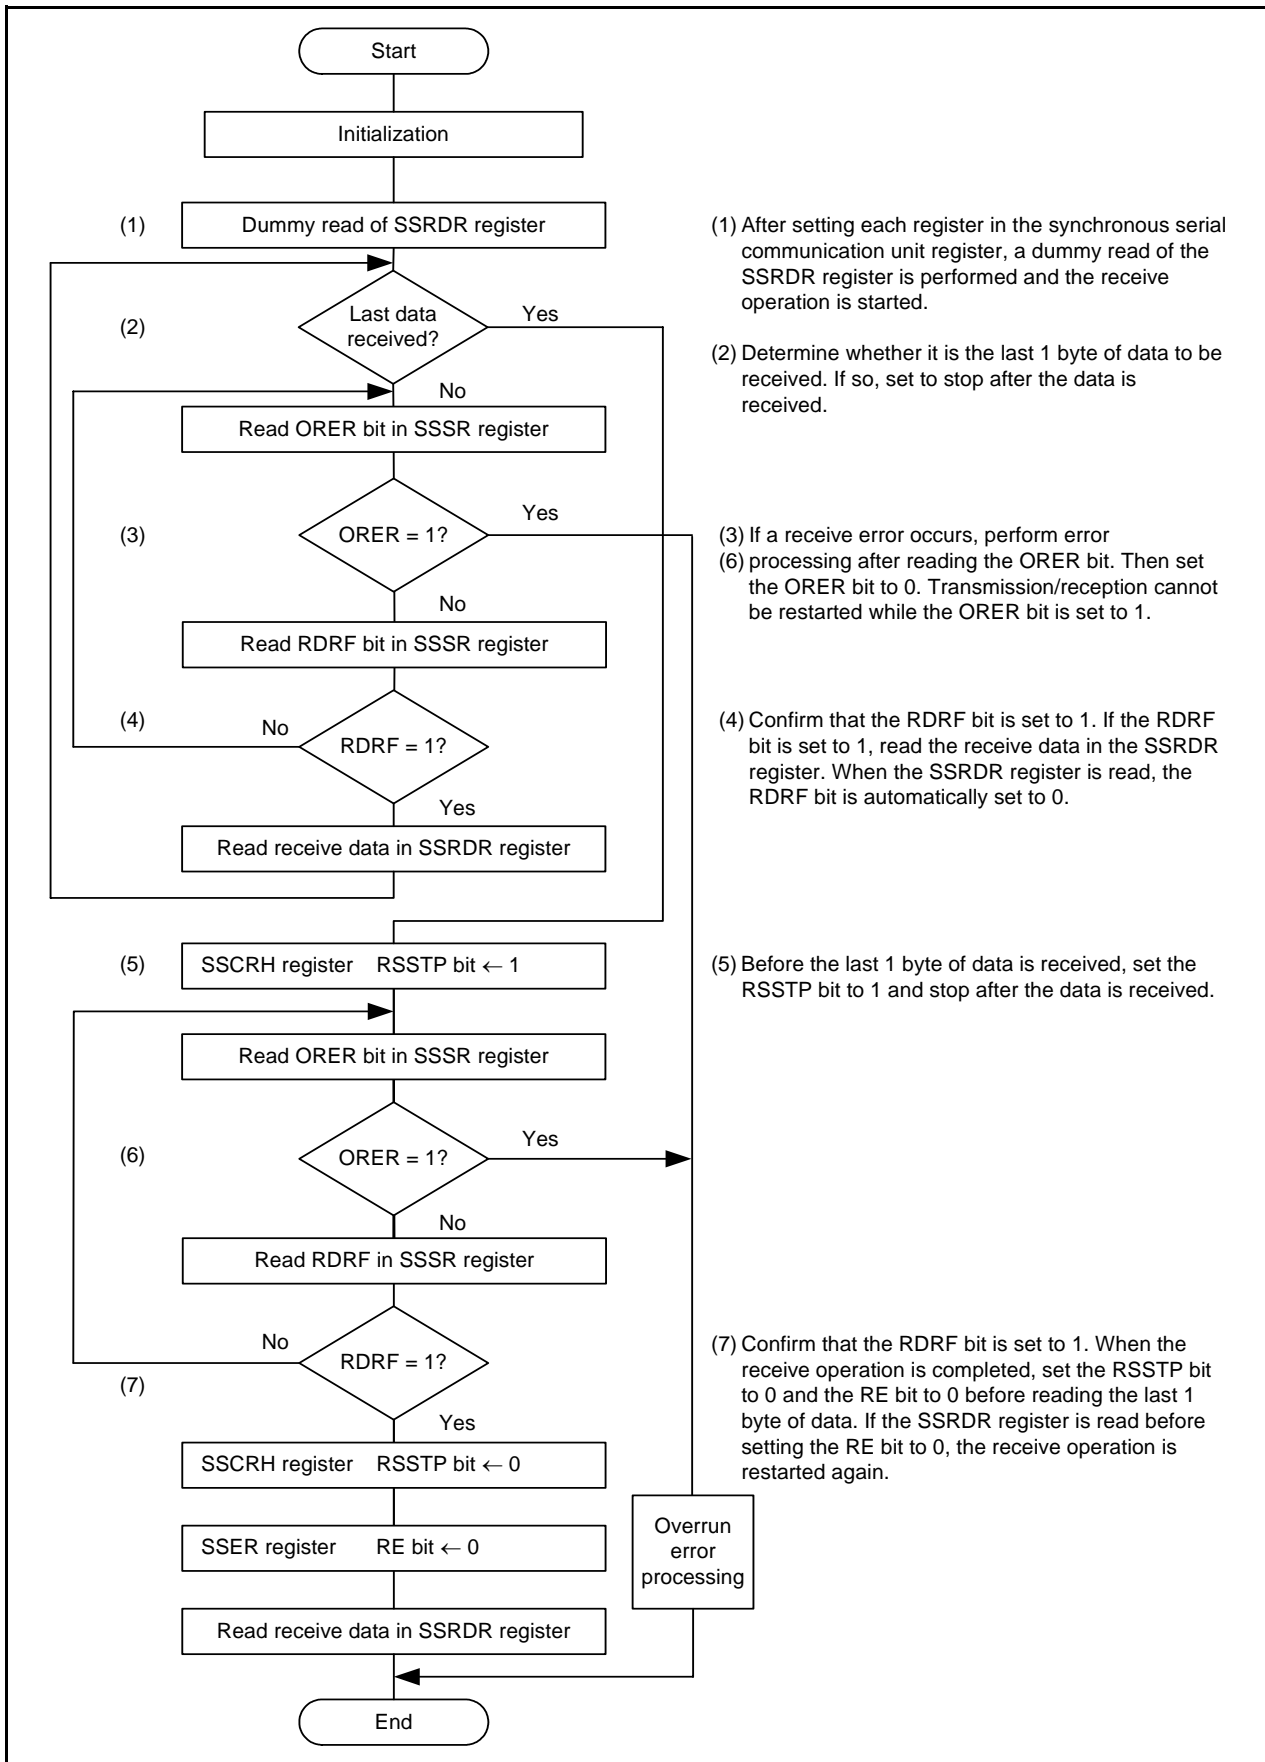 Start
Initialization
(1)
Dummy read of SSRDR register
(2)
Last data
received?
Yes
No
Read ORER bit in SSSR register
(3)
ORER = 1?
Yes
No
Read RDRF bit in SSSR register
(4)
No
RDRF = 1?
Yes
Read receive data in SSRDR register
(5)
SSCRH register RSSTP bit ← 1
Read ORER bit in SSSR register
(6)
ORER = 1?
Yes
No
Read RDRF in SSSR register
No
RDRF = 1?
(7)
Yes
SSCRH register RSSTP bit ← 0
SSER register RE bit ← 0
Read receive data in SSRDR register
End
Overrun
error
processing
(1) After setting each register in the synchronous serial
communication unit register, a dummy read of the
SSRDR register is performed and the receive
operation is started.
(2) Determine whether it is the last 1 byte of data to be
received. If so, set to stop after the data is
received.
(3) If a receive error occurs, perform error
(6) processing after reading the ORER bit. Then set
the ORER bit to 0. Transmission/reception cannot
be restarted while the ORER bit is set to 1.
(4) Confirm that the RDRF bit is set to 1. If the RDRF
bit is set to 1, read the receive data in the SSRDR
register. When the SSRDR register is read, the
RDRF bit is automatically set to 0.
(5) Before the last 1 byte of data is received, set the
RSSTP bit to 1 and stop after the data is received.
(7) Confirm that the RDRF bit is set to 1. When the
receive operation is completed, set the RSSTP bit
to 0 and the RE bit to 0 before reading the last 1
byte of data. If the SSRDR register is read before
setting the RE bit to 0, the receive operation is
restarted again.